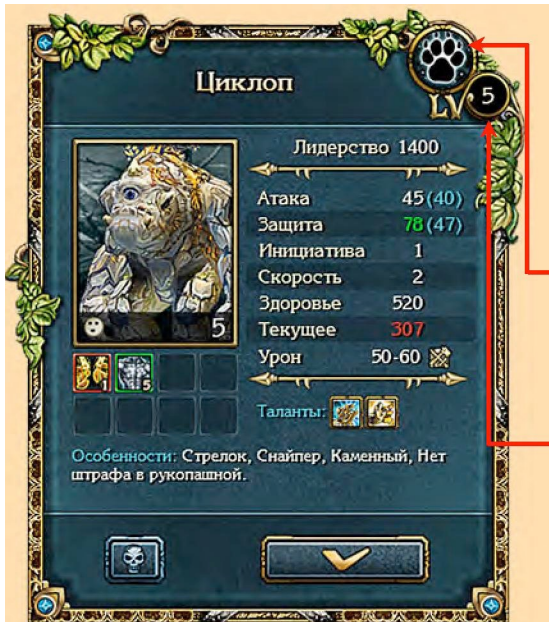 Циклоп
LV 5
Лидерство 1400
Атака 45 (40)
Защита 78 (47)
Инициатива 1
Скорость 2
Здоровье 520
Текущее 307
Урон 50-60
5
1 5
Таланты:
Особенности: Стрелок, Снайпер, Каменный, Нет
штрафа в рукопашной.